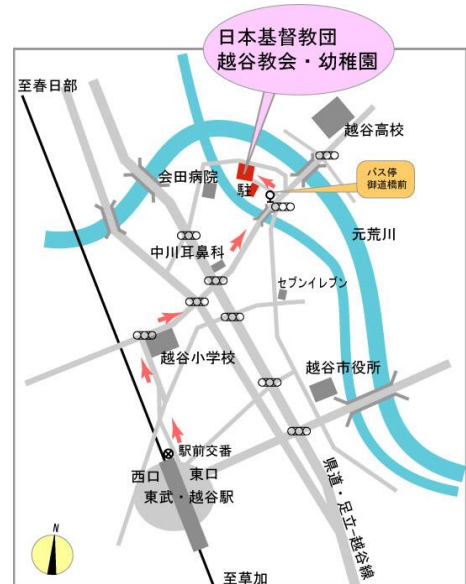 日本基督教団
越谷教会・幼稚園
至春日部
越谷高校
会田病院
駐
バス停
御道橋前
元荒川
中川耳鼻科
セブンイレブン
越谷小学校
越谷市役所
駅前交番
西口 東口
東武・越谷駅
県道・足立-越谷線
N
至草加